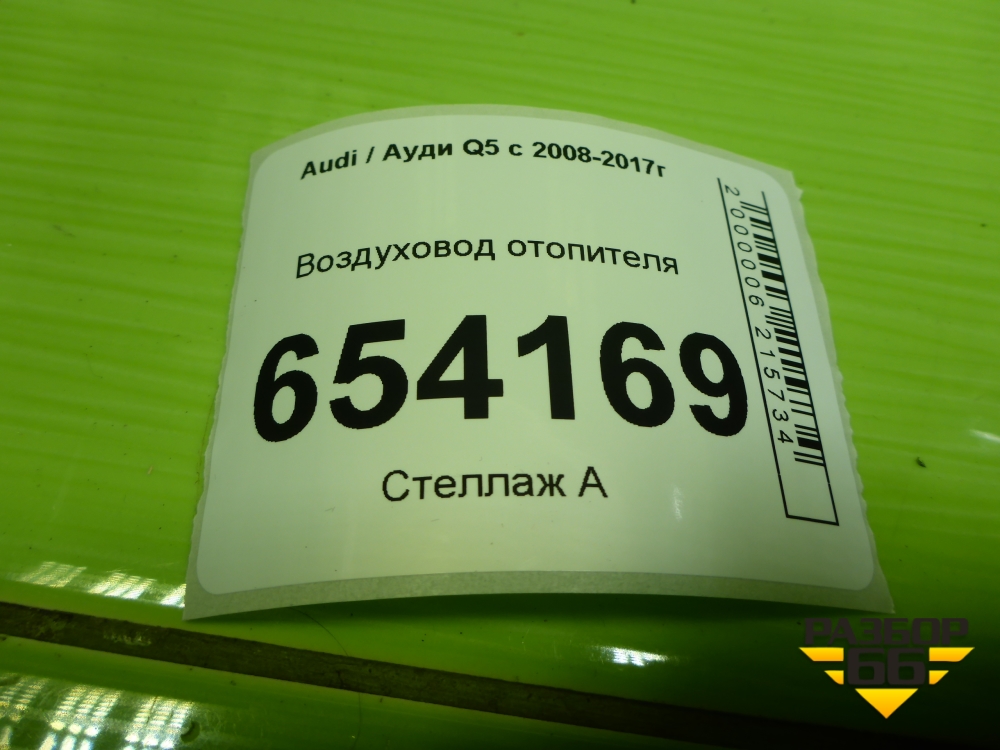 Audi / Ауди Q5 с 2008-2017г
Воздуховод отопителя
654169
Стеллаж А
2000006215734
РАЗБОР
66